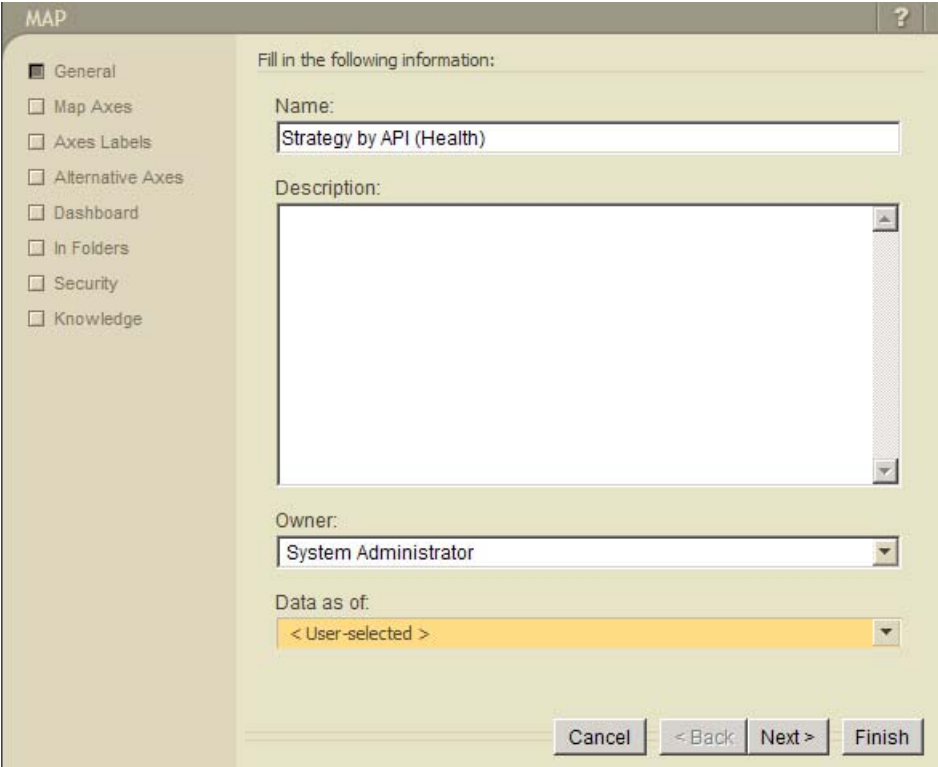 MAP
?
General
Map Axes
Axes Labels
Alternative Axes
Dashboard
In Folders
Security
Knowledge
Fill in the following information:
Name:
Strategy by API (Health)
Description:
Owner:
System Administrator
Data as of:
< User-selected >
Cancel
< Back
Next >
Finish